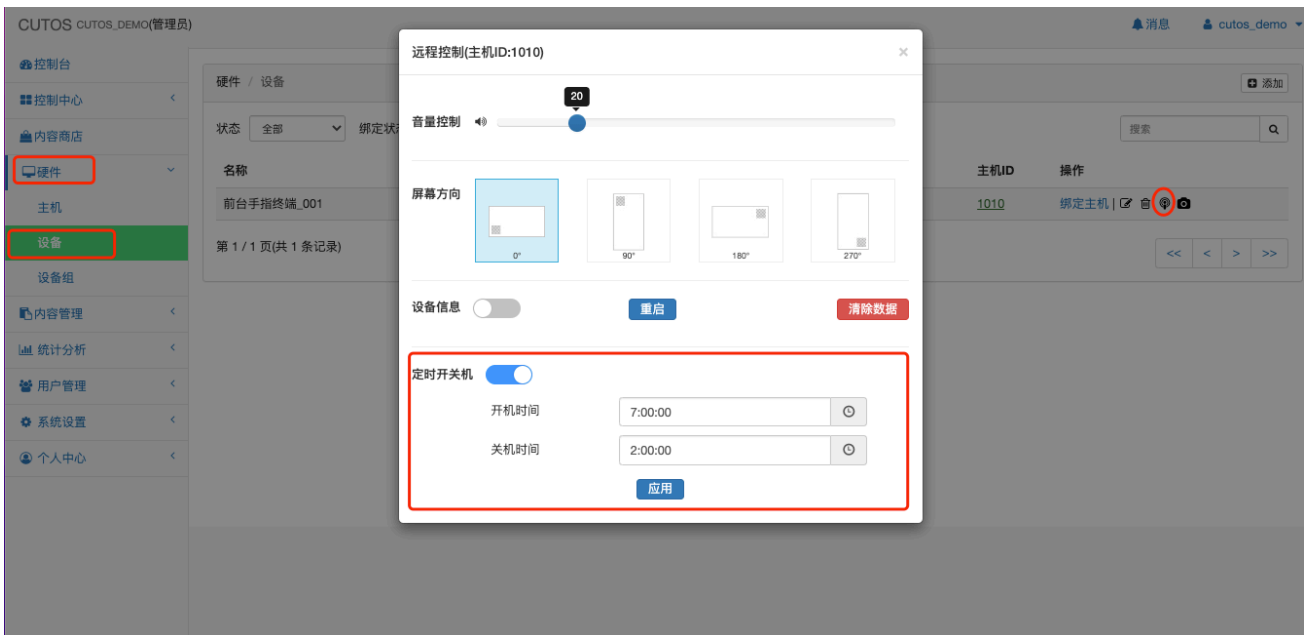 CUTOS CUTOS_DEMO(管理员)
消息
cutos_demo
控制台
控制中心
内容商店
硬件
主机
设备
设备组
内容管理
统计分析
用户管理
系统设置
个人中心
硬件 / 设备
添加
状态 全部 绑定状
搜索
名称 主机ID 操作
前台手指终端_001 1010 绑定主机 |
第 1 / 1 页(共 1 条记录)
<< < > >>
远程控制(主机ID:1010) ×
20
音量控制
屏幕方向
0° 90° 180° 270°
设备信息 重启 清除数据
定时开关机
开机时间 7:00:00
关机时间 2:00:00
应用